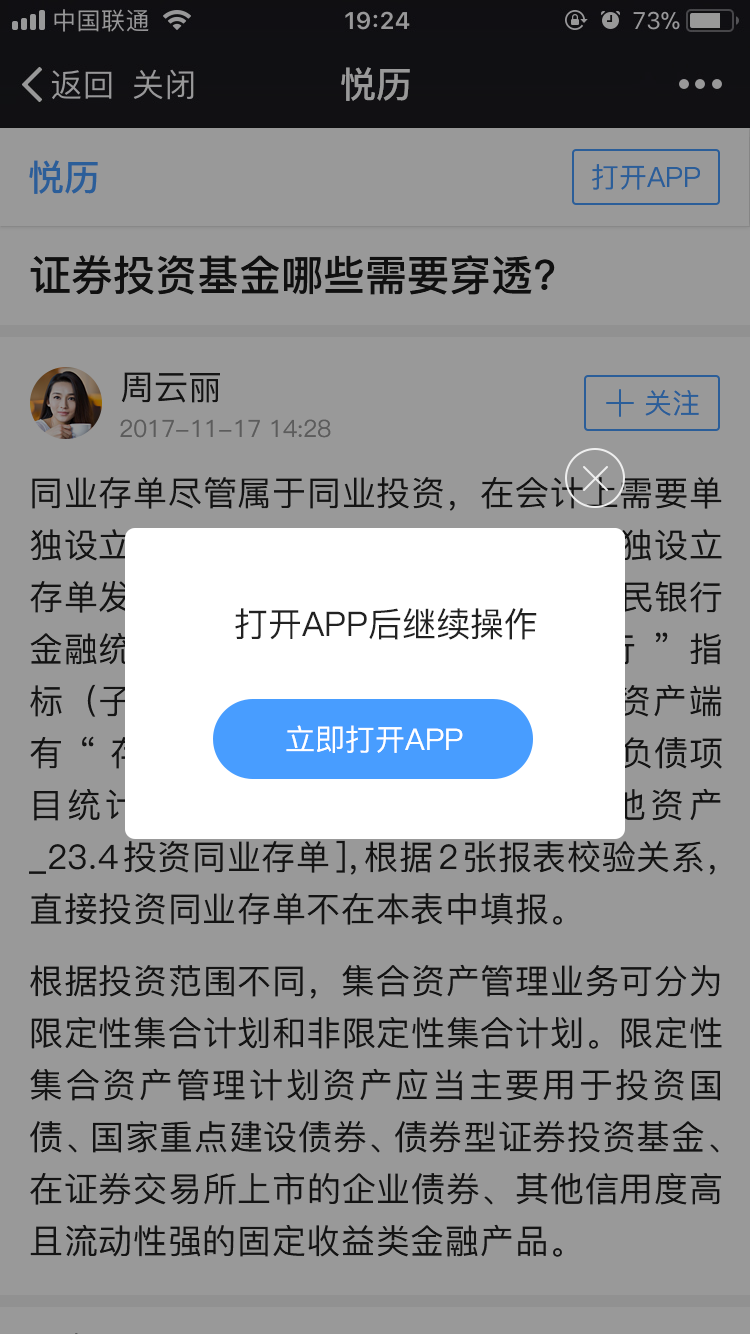 中国联通 19:24 73%
返回 关闭 悦历
悦历 打开APP
证券投资基金哪些需要穿透?
周云丽
2017-11-17 14:28
关注
同业存单尽管属于同业投资，在会计上需要单
独设立 独设立
存单发 民银行
金融统 行”指
标（子 资产端
有“存 负债项
目统计 他资产
_23.4投资同业存单],根据2张报表校验关系,
直接投资同业存单不在本表中填报。
打开APP后继续操作
立即打开APP
根据投资范围不同，集合资产管理业务可分为
限定性集合计划和非限定性集合计划。限定性
集合资产管理计划资产应当主要用于投资国
债、国家重点建设债券、债券型证券投资基金、
在证券交易所上市的企业债券、其他信用度高
且流动性强的固定收益类金融产品。